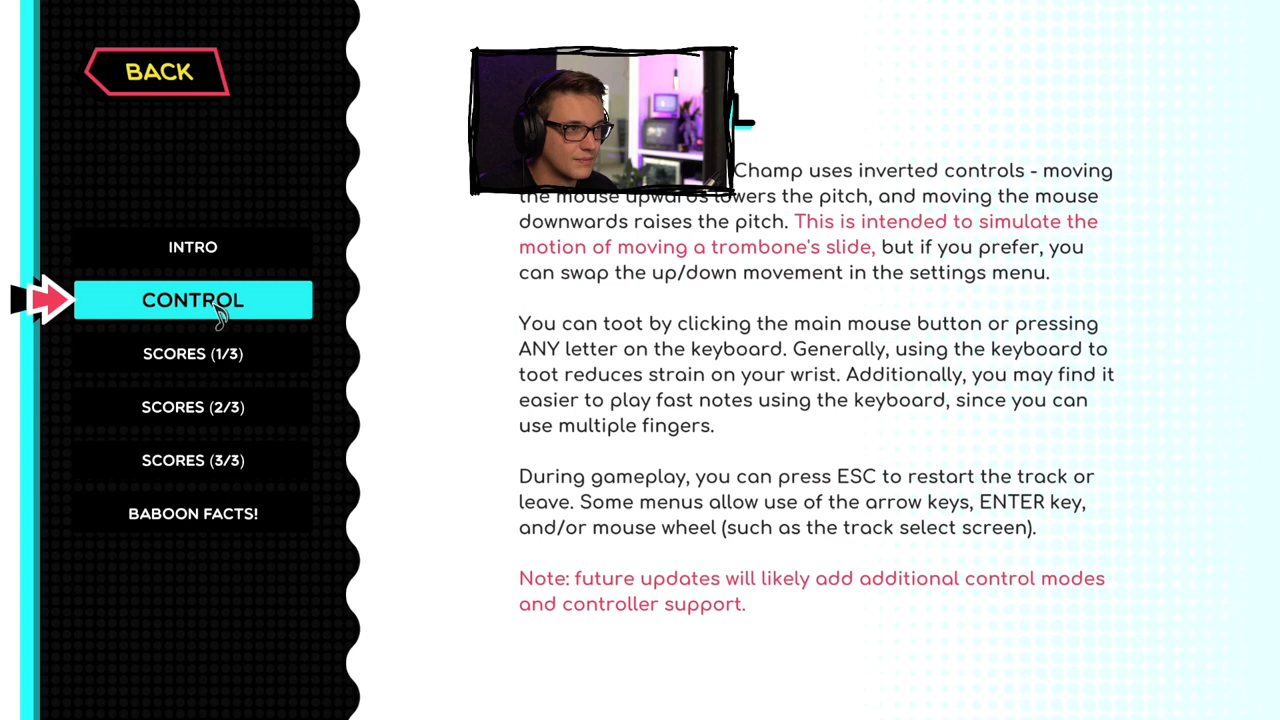 BACK
INTRO
CONTROL
SCORES (1/3)
SCORES (2/3)
SCORES (3/3)
BABOON FACTS!
L
Champ uses inverted controls - moving
the mouse upwards lowers the pitch, and moving the mouse
downwards raises the pitch. This is intended to simulate the
motion of moving a trombone's slide, but if you prefer, you
can swap the up/down movement in the settings menu.
You can toot by clicking the main mouse button or pressing
ANY letter on the keyboard. Generally, using the keyboard to
toot reduces strain on your wrist. Additionally, you may find it
easier to play fast notes using the keyboard, since you can
use multiple fingers.
During gameplay, you can press ESC to restart the track or
leave. Some menus allow use of the arrow keys, ENTER key,
and/or mouse wheel (such as the track select screen).
Note: future updates will likely add additional control modes
and controller support.